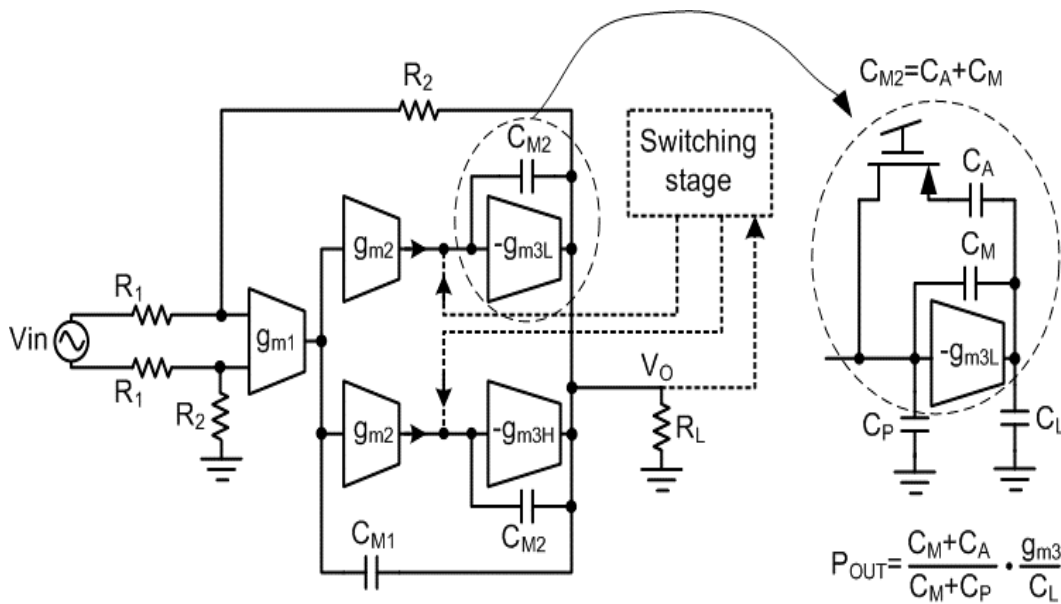 C_M2=C_A+C_M
R_2
C_M2
Switching
stage
C_A
C_M
g_m2
-g_m3L
R_1
Vin
g_m1
-g_m3L
R_1
R_2
V_O
g_m2
-g_m3H
R_L
C_P
C_L
C_M1
C_M2
P_OUT= (C_M+C_A)/(C_M+C_P) · g_m3/C_L